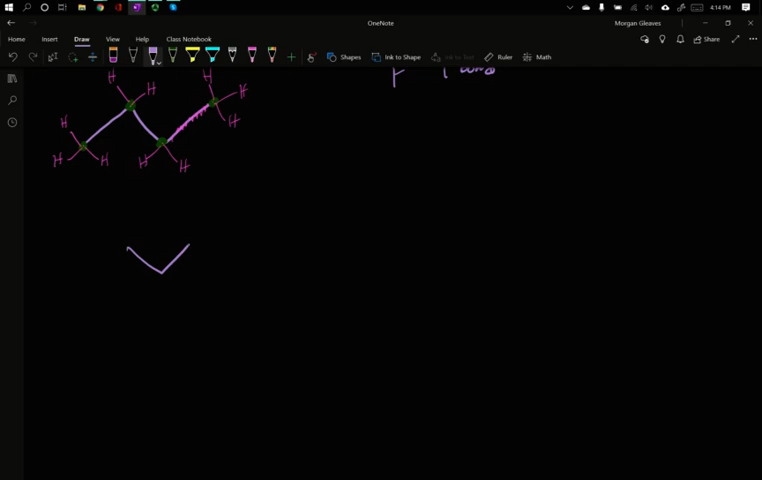 4:14 PM
OneNote
Morgan Gleaves
Home Insert Draw View Help Class Notebook
Share
Shapes Ink to Shape Ink to Text Ruler Math
H H H H
H H
H H H H